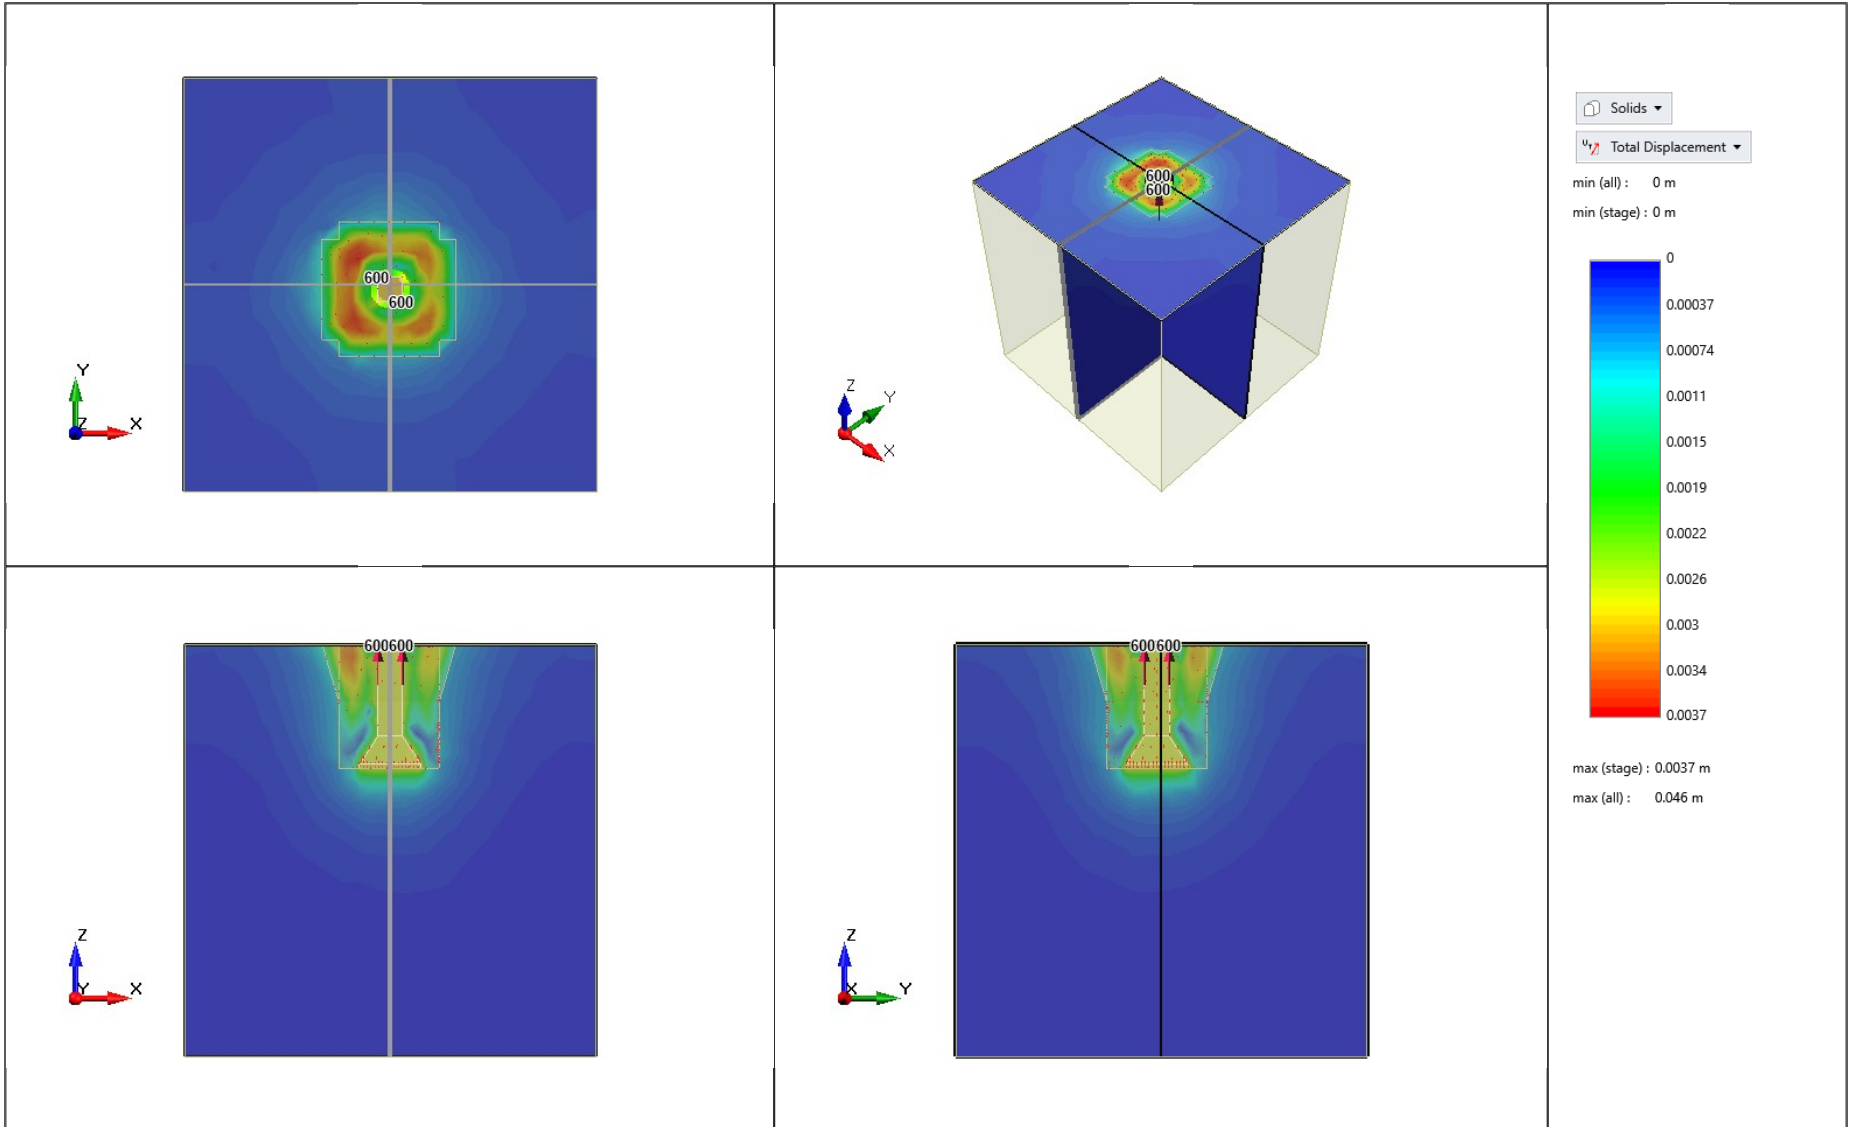 600
600
Y
Z
X
600
600
Z
Y
X
Solids
UT Total Displacement
min (all) : 0 m
min (stage) : 0 m
0
0.00037
0.00074
0.0011
0.0015
0.0019
0.0022
0.0026
0.003
0.0034
0.0037
max (stage) : 0.0037 m
max (all) : 0.046 m
600600
Z
Y
X
600600
Z
X
Y